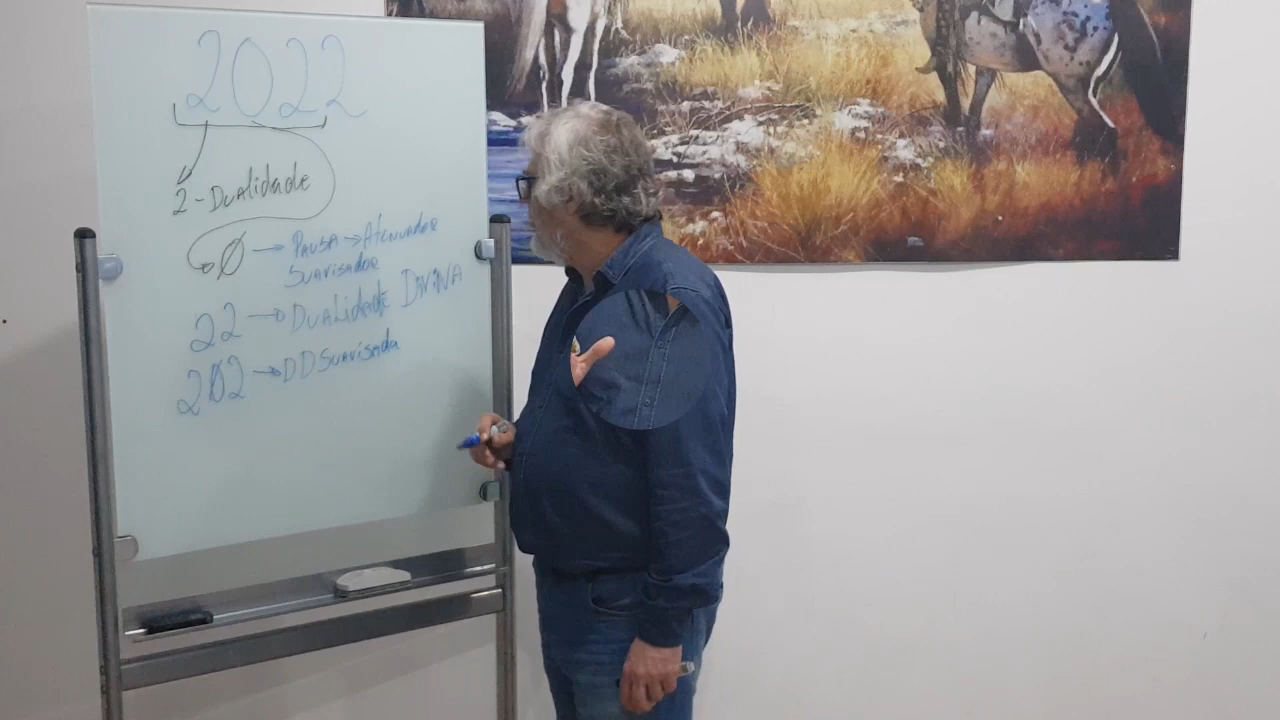 2022
2-Dualidade
Ø → PAUSA → Atenuador
Suavisador
22 → DuaLidade DiviNA
2Ø2 → DD Suavisada